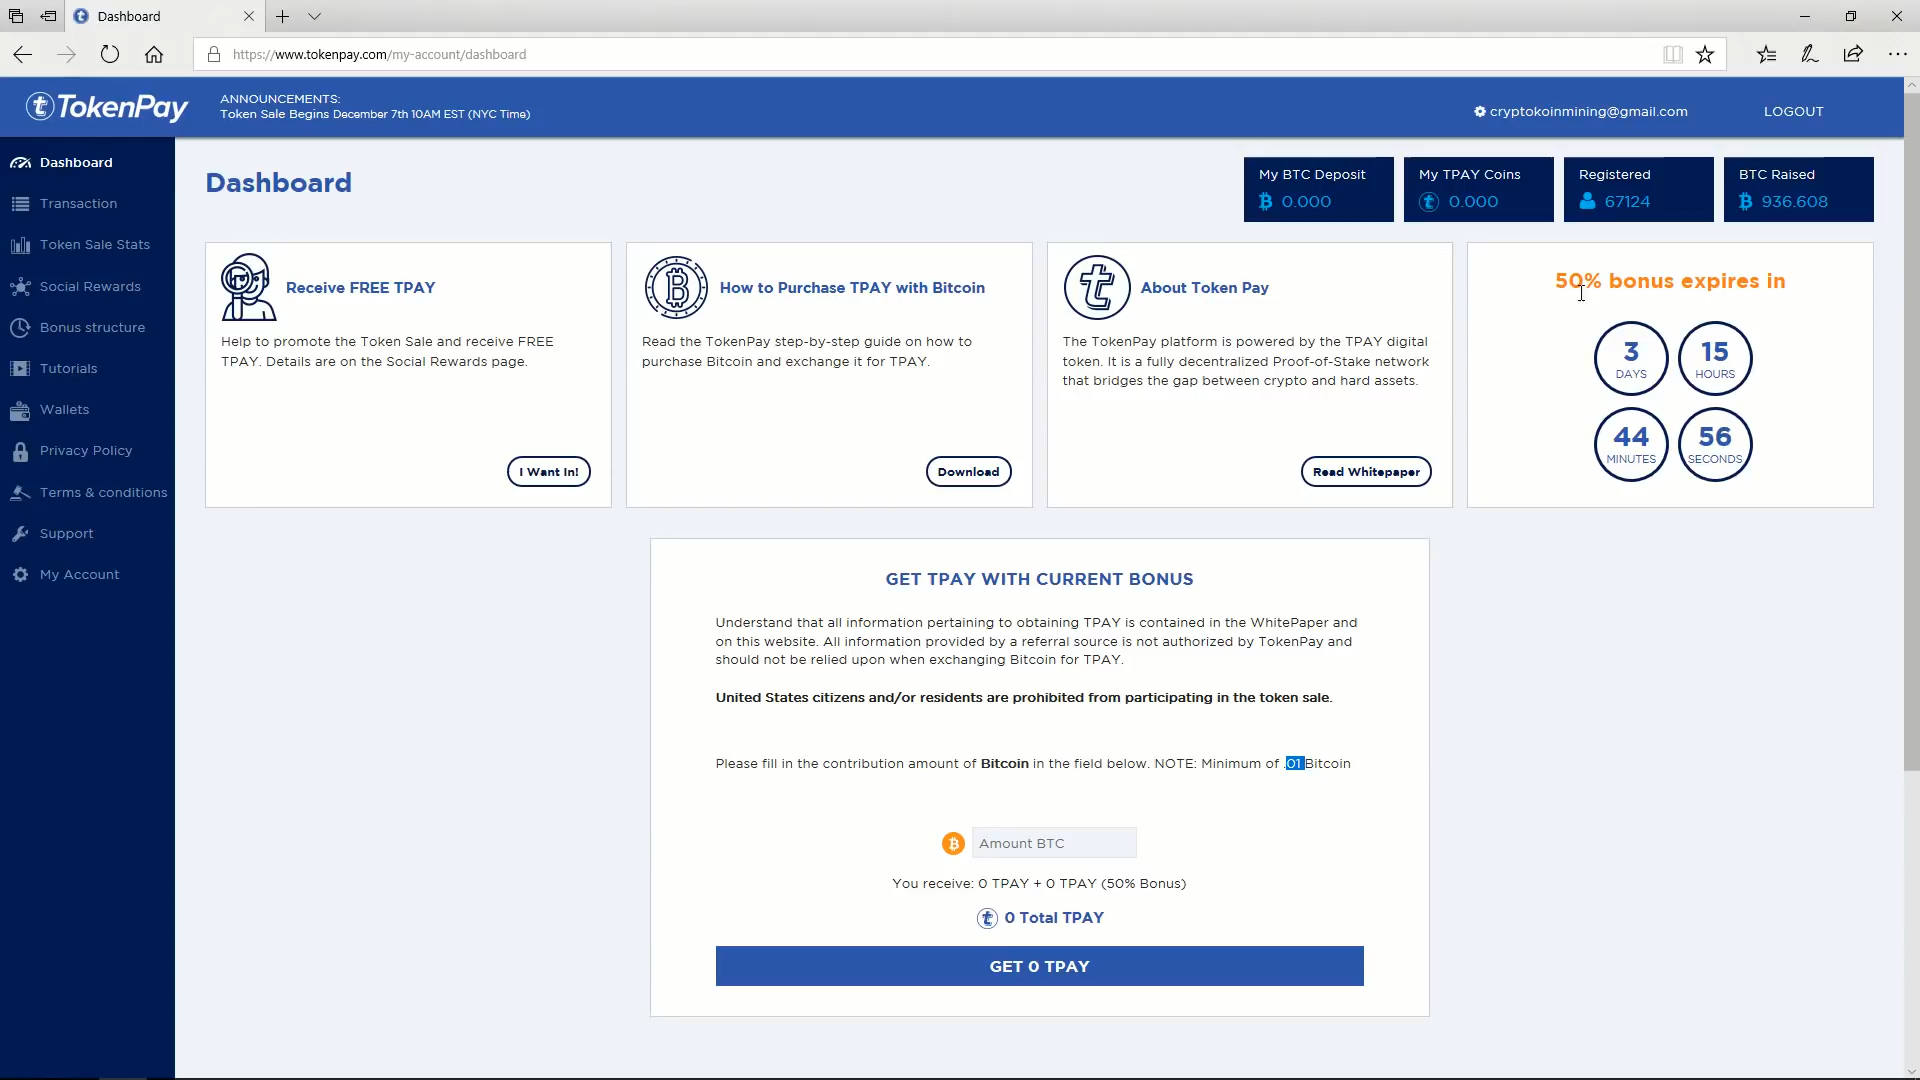 Dashboard
https://www.tokenpay.com/my-account/dashboard
TokenPay
ANNOUNCEMENTS:
Token Sale Begins December 7th 10AM EST (NYC Time)
cryptokoinmining@gmail.com
LOGOUT
Dashboard
Transaction
Token Sale Stats
Social Rewards
Bonus structure
Tutorials
Wallets
Privacy Policy
Terms & conditions
Support
My Account
Dashboard
My BTC Deposit
0.000
My TPAY Coins
0.000
Registered
67124
BTC Raised
936.608
Receive FREE TPAY
Help to promote the Token Sale and receive FREE
TPAY. Details are on the Social Rewards page.
I Want In!
How to Purchase TPAY with Bitcoin
Read the TokenPay step-by-step guide on how to
purchase Bitcoin and exchange it for TPAY.
Download
About Token Pay
The TokenPay platform is powered by the TPAY digital
token. It is a fully decentralized Proof-of-Stake network
that bridges the gap between crypto and hard assets.
Read Whitepaper
50% bonus expires in
3
DAYS
15
HOURS
44
MINUTES
56
SECONDS
GET TPAY WITH CURRENT BONUS
Understand that all information pertaining to obtaining TPAY is contained in the WhitePaper and
on this website. All information provided by a referral source is not authorized by TokenPay and
should not be relied upon when exchanging Bitcoin for TPAY.
United States citizens and/or residents are prohibited from participating in the token sale.
Please fill in the contribution amount of Bitcoin in the field below. NOTE: Minimum of .01 Bitcoin
Amount BTC
You receive: 0 TPAY + 0 TPAY (50% Bonus)
0 Total TPAY
GET 0 TPAY